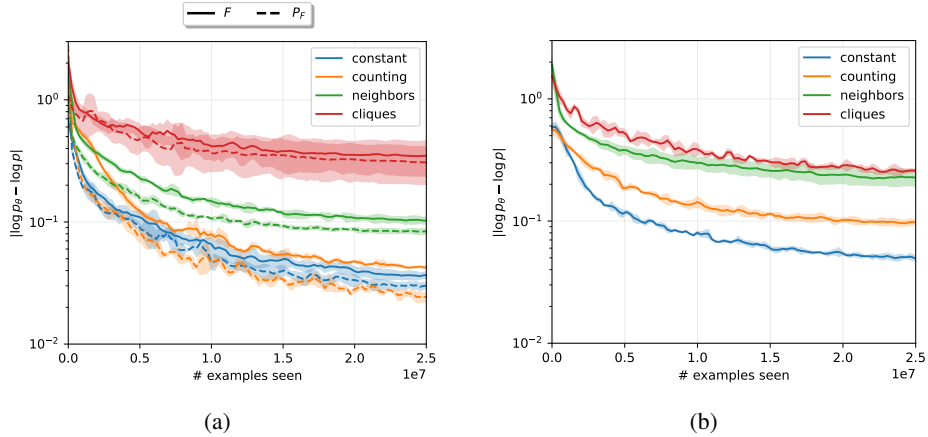 F P_F
constant
counting
neighbors
cliques
10^0
10^{-1}
10^{-2}
|log p_θ − log p|
0.0 0.5 1.0 1.5 2.0 2.5
1e7
# examples seen
(a)
constant
counting
neighbors
cliques
10^0
10^{-1}
10^{-2}
|log p_θ − log p|
0.0 0.5 1.0 1.5 2.0 2.5
1e7
# examples seen
(b)